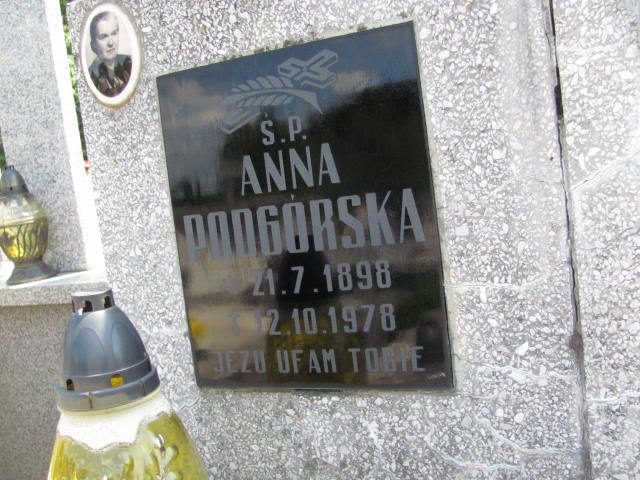 Ś.P.
ANNA
PODGÓRSKA
* 21.7.1898
† 12.10.1978
JEZU UFAM TOBIE